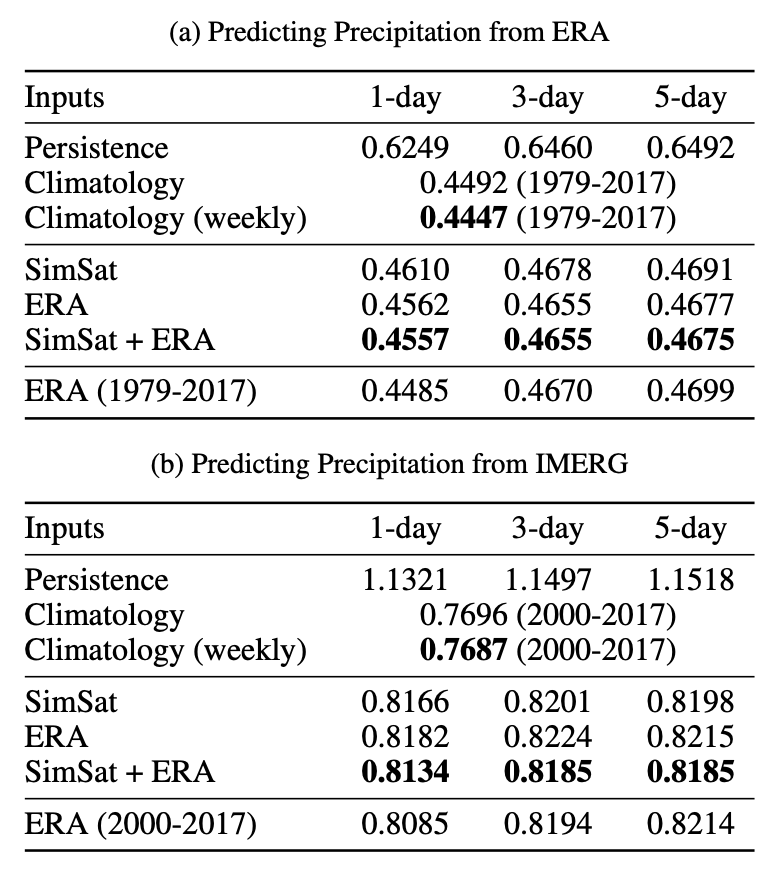 (a) Predicting Precipitation from ERA
Inputs 1-day 3-day 5-day
Persistence 0.6249 0.6460 0.6492
Climatology 0.4492 (1979-2017)
Climatology (weekly) 0.4447 (1979-2017)
SimSat 0.4610 0.4678 0.4691
ERA 0.4562 0.4655 0.4677
SimSat + ERA 0.4557 0.4655 0.4675
ERA (1979-2017) 0.4485 0.4670 0.4699
(b) Predicting Precipitation from IMERG
Inputs 1-day 3-day 5-day
Persistence 1.1321 1.1497 1.1518
Climatology 0.7696 (2000-2017)
Climatology (weekly) 0.7687 (2000-2017)
SimSat 0.8166 0.8201 0.8198
ERA 0.8182 0.8224 0.8215
SimSat + ERA 0.8134 0.8185 0.8185
ERA (2000-2017) 0.8085 0.8194 0.8214